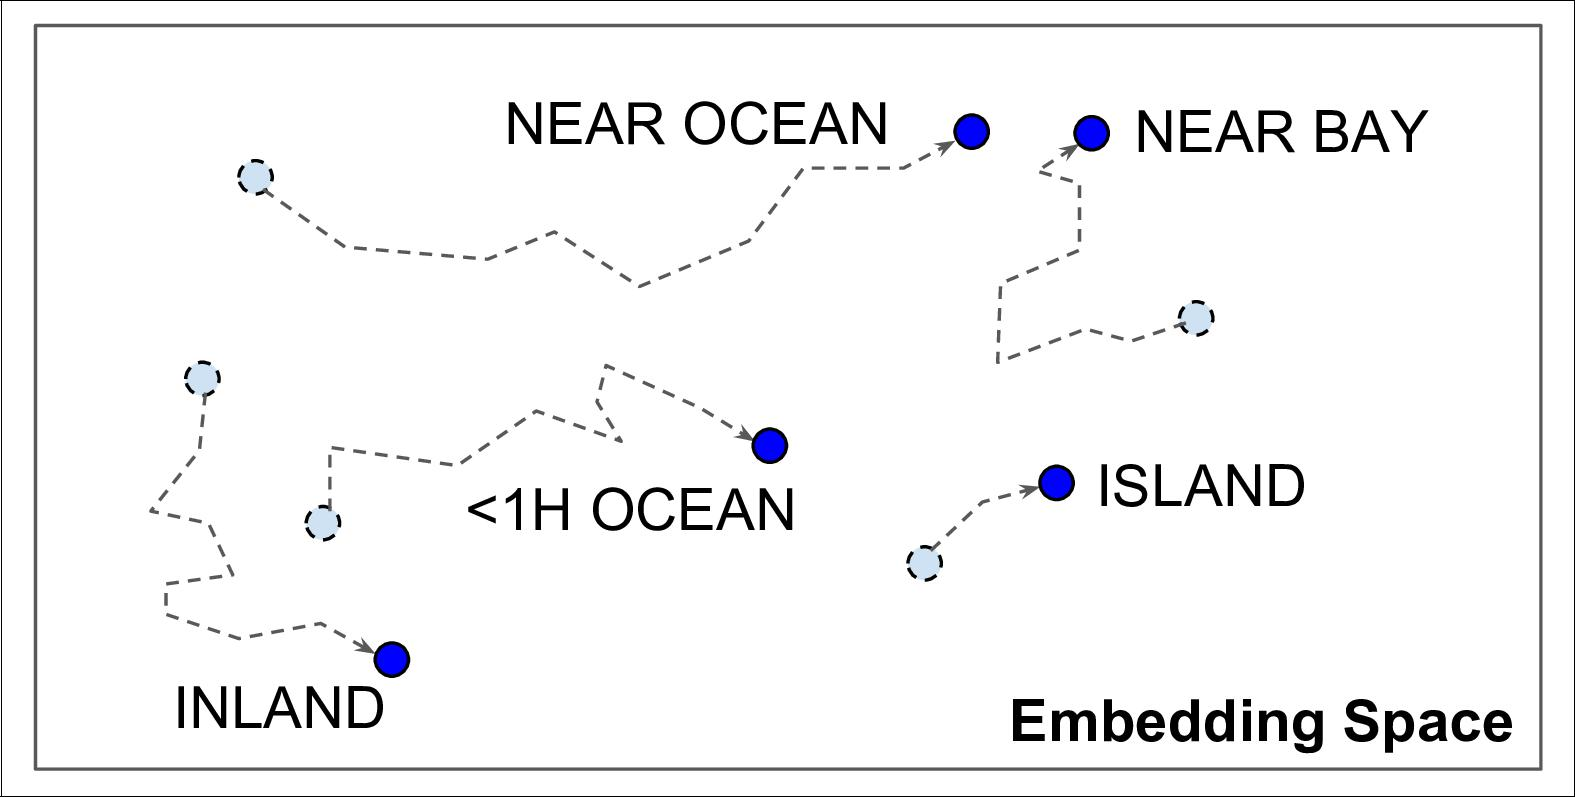 NEAR OCEAN
NEAR BAY
<1H OCEAN
ISLAND
INLAND
Embedding Space